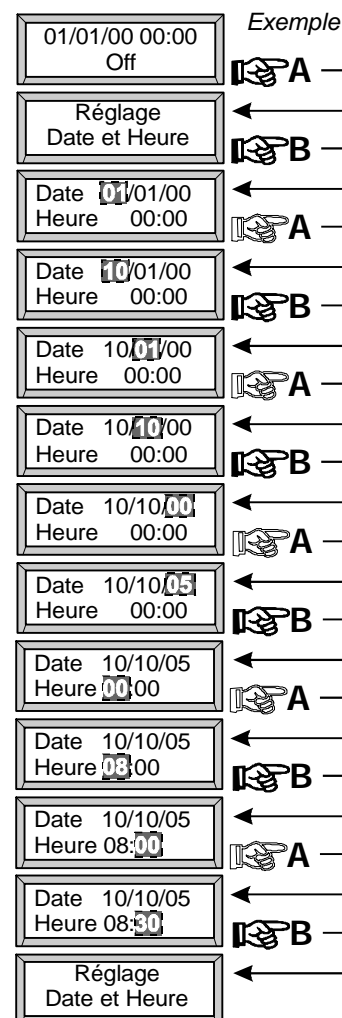 Exemple
01/01/00 00:00
Off
A
Réglage
Date et Heure
B
Date 01/01/00
Heure 00:00
A
Date 10/01/00
Heure 00:00
B
Date 10/01/00
Heure 00:00
A
Date 10/10/00
Heure 00:00
B
Date 10/10/00
Heure 00:00
A
Date 10/10/05
Heure 00:00
B
Date 10/10/05
Heure 00:00
A
Date 10/10/05
Heure 08:00
B
Date 10/10/05
Heure 08:00
A
Date 10/10/05
Heure 08:30
B
Réglage
Date et Heure